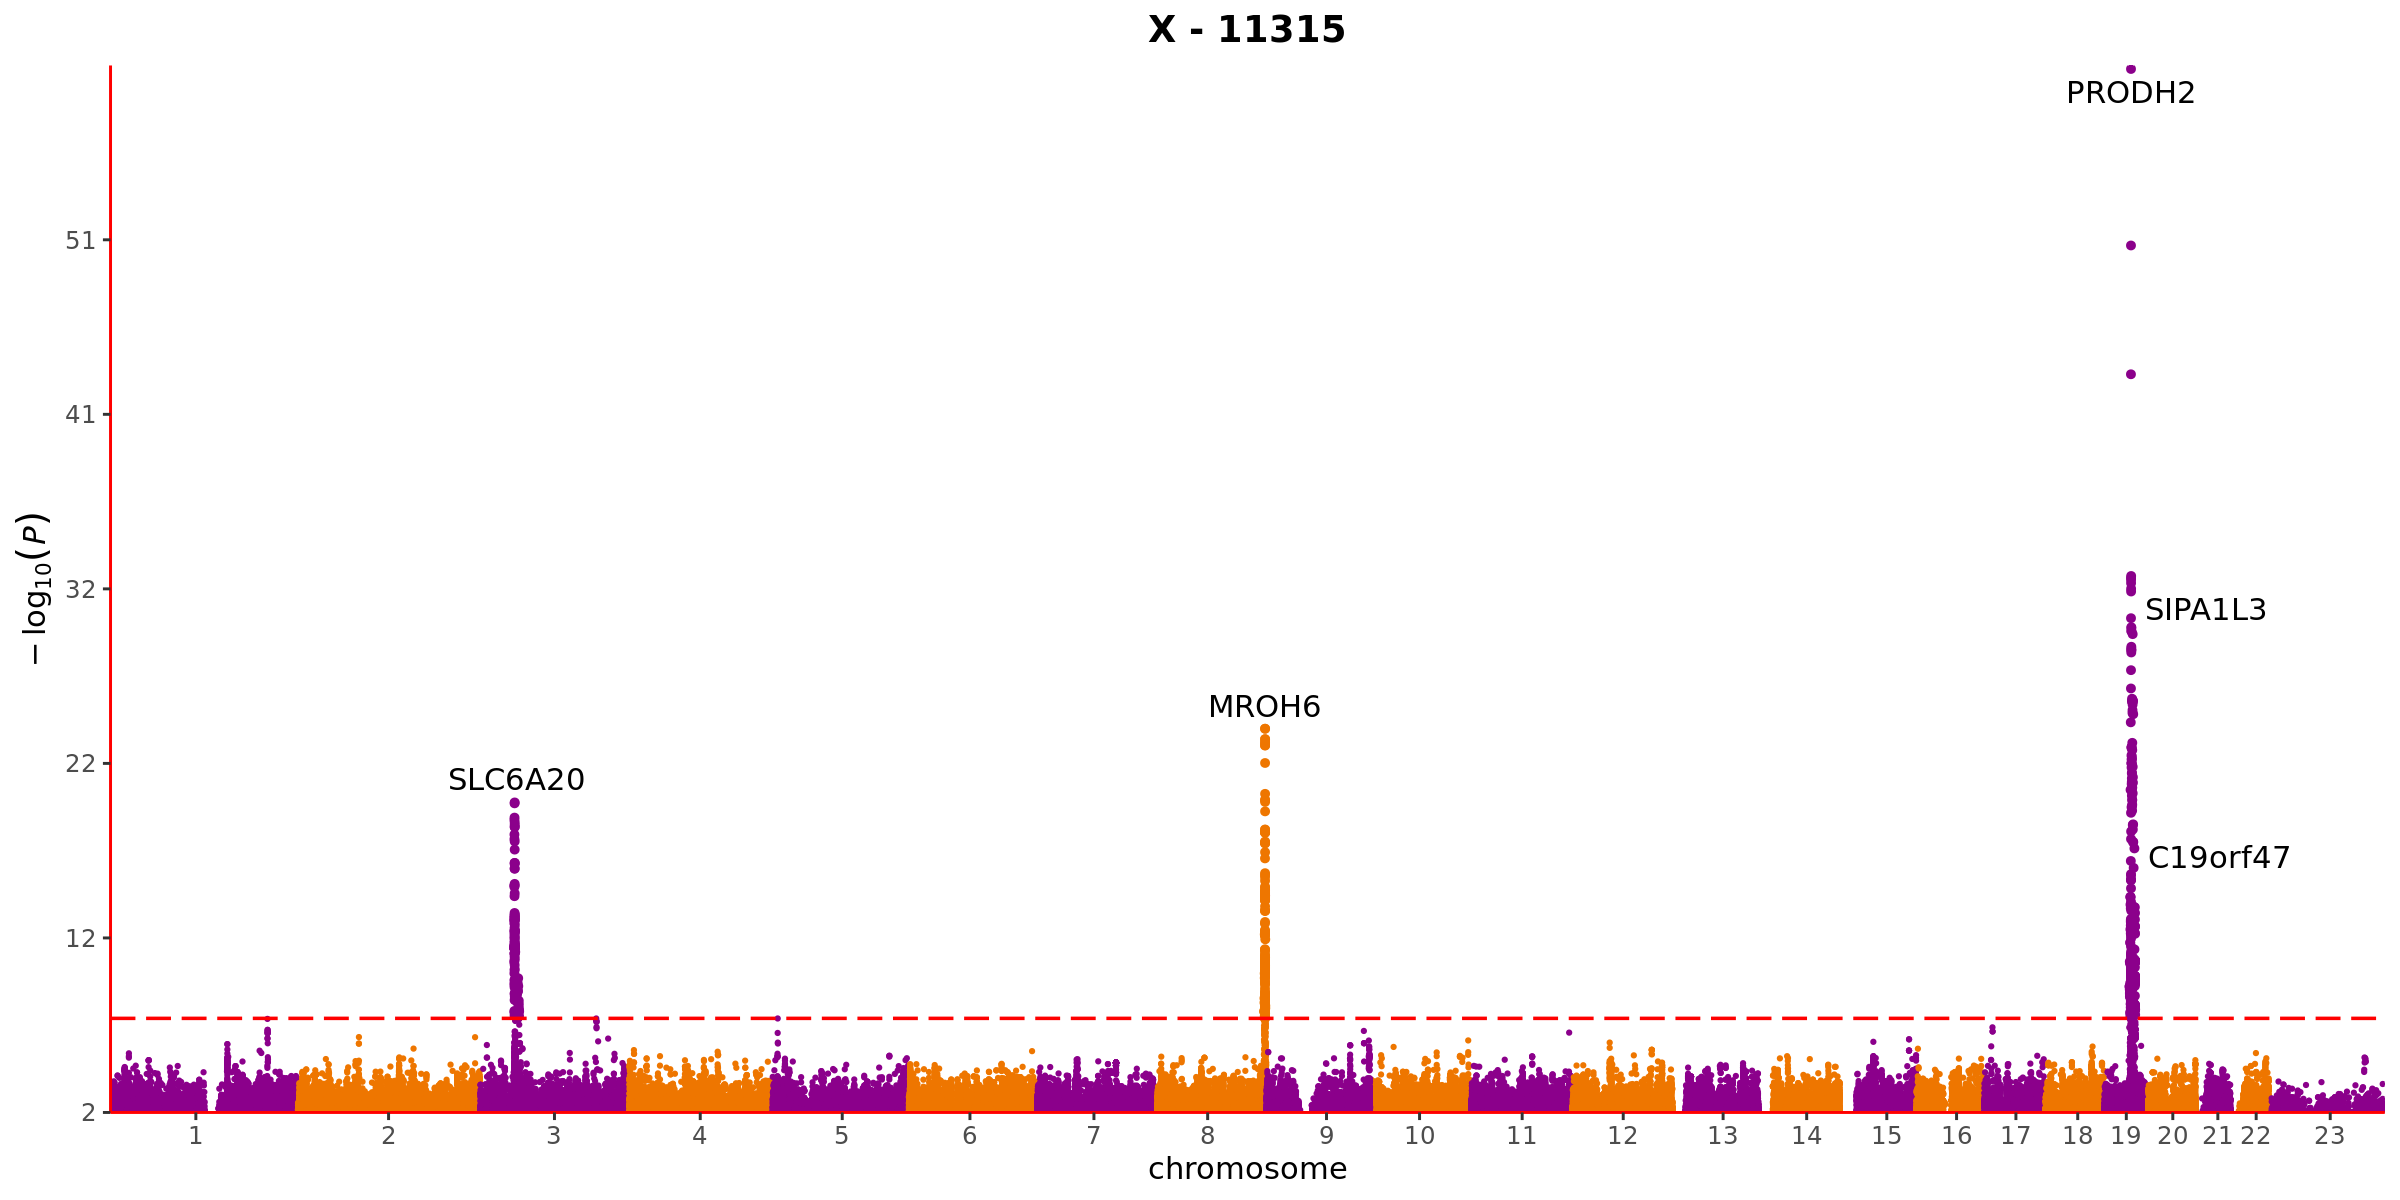 X - 11315
PRODH2
51
41
32
SIPA1L3
MROH6
22
SLC6A20
C19orf47
12
2
− log10(P)
1 2 3 4 5 6 7 8 9 10 11 12 13 14 15 16 17 18 19 20 21 22 23
chromosome